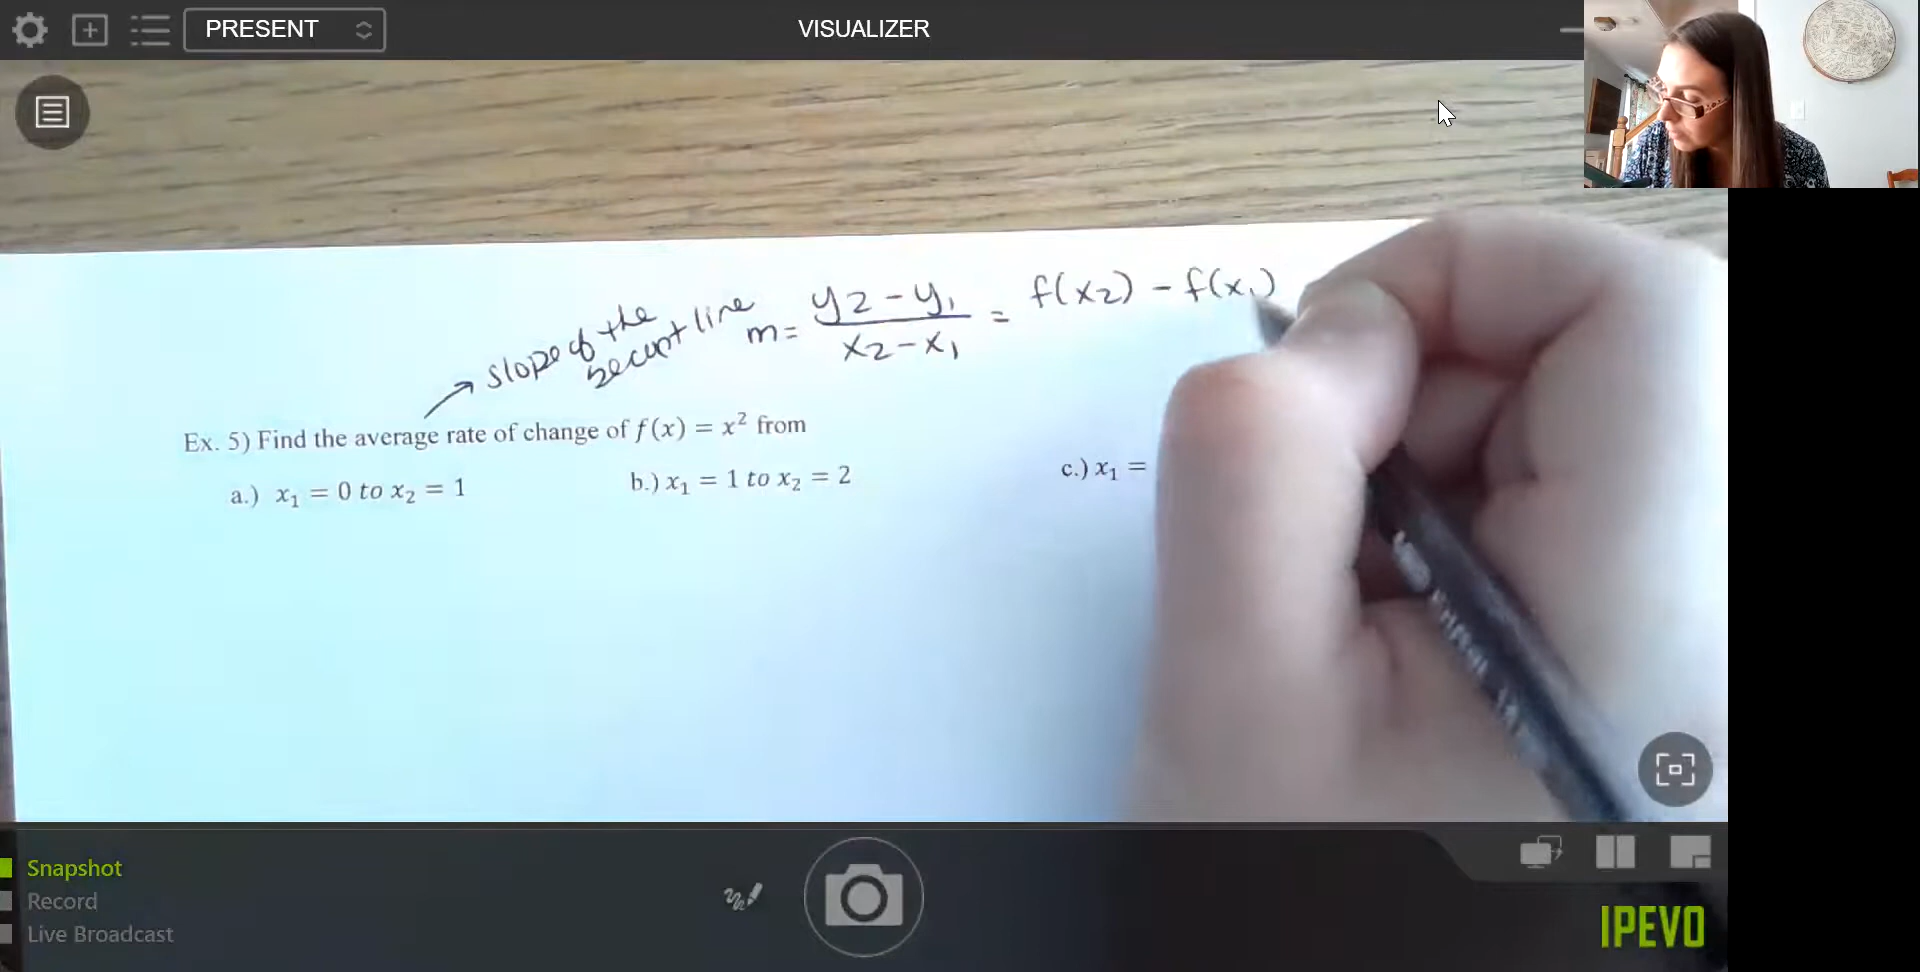 PRESENT
VISUALIZER
slope of the
secant line
m = y2 - y1 / x2 - x1 = f(x2) - f(x1)
Ex. 5) Find the average rate of change of f(x) = x² from
a.) x₁ = 0 to x₂ = 1
b.) x₁ = 1 to x₂ = 2
c.) x₁ =
Snapshot
Record
Live Broadcast
IPEVO